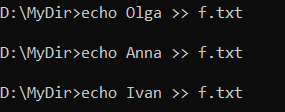 D:\MyDir>echo Olga >> f.txt
D:\MyDir>echo Anna >> f.txt
D:\MyDir>echo Ivan >> f.txt